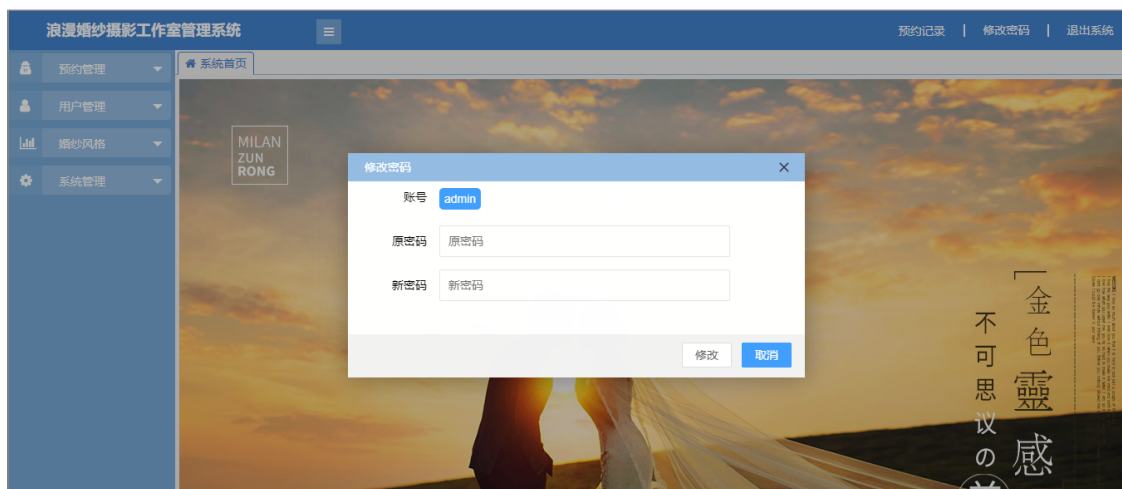 浪漫婚纱摄影工作室管理系统
预约记录 | 修改密码 | 退出系统
预约管理
用户管理
婚纱风格
系统管理
系统首页
MILAN
ZUN
RONG
修改密码
账号 admin
原密码 原密码
新密码 新密码
修改 取消
金色靈感
不可思议の